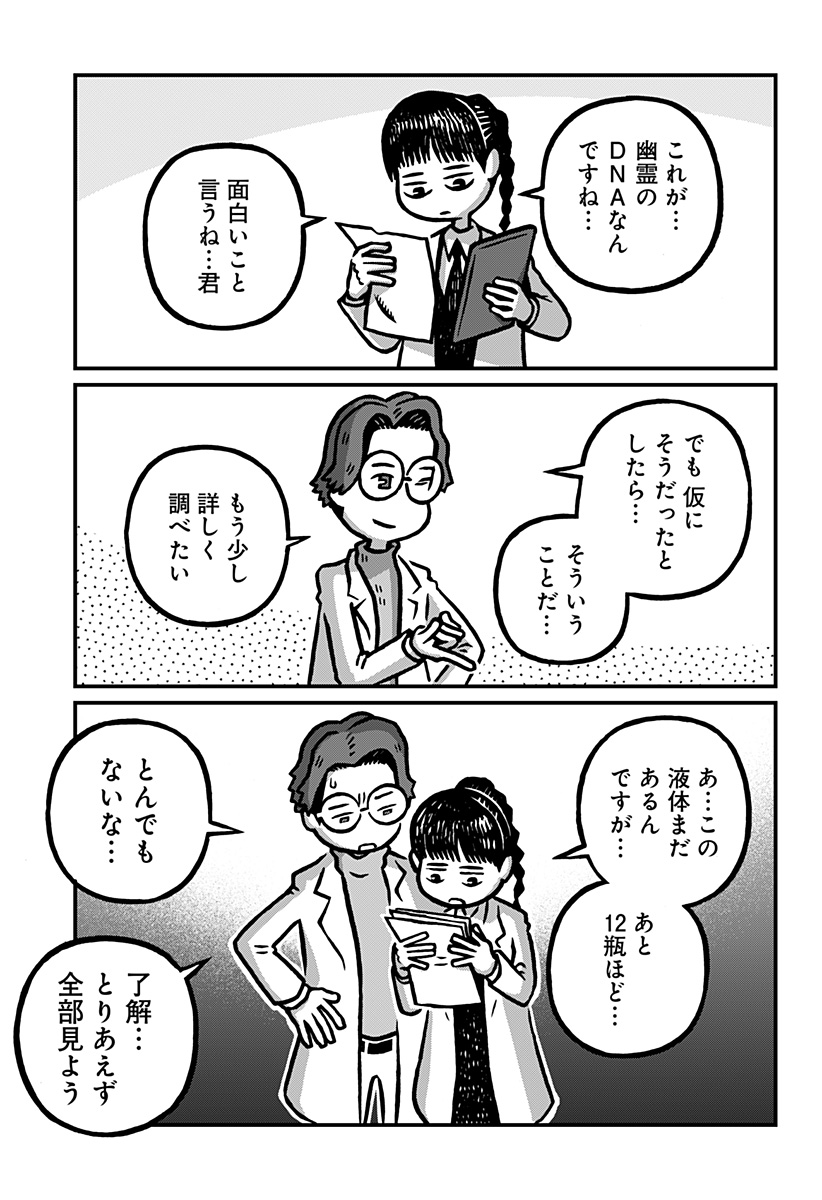 これが…
幽霊の
DNAなん
ですね…
面白いこと
言うね…君
でも 仮に
そうだったと
したら…
そういう
ことだ…
もう少し
詳しく
調べたい
あ…この
液体まだ
あるん
ですが…
あと
12瓶ほど…
とんでも
ないな…
了解…
とりあえず
全部見よう